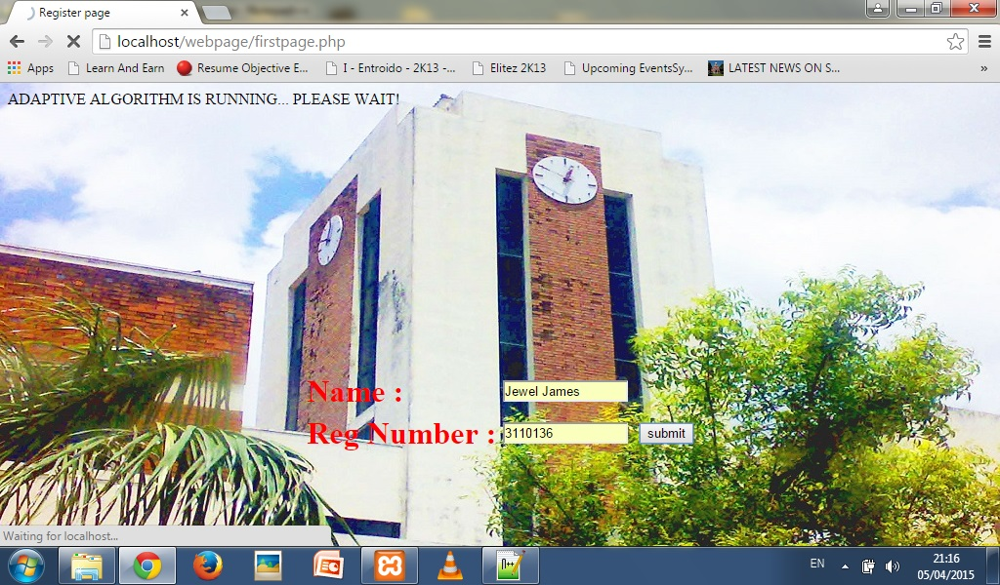 Register page
localhost/webpage/firstpage.php
Apps Learn And Earn Resume Objective E... I - Entroido - 2K13 -... Elitez 2K13 Upcoming EventsSy... LATEST NEWS ON S... »
ADAPTIVE ALGORITHM IS RUNNING... PLEASE WAIT!
Name : Jewel James
Reg Number : 3110136 submit
Waiting for localhost...
EN 21:16
05/04/2015